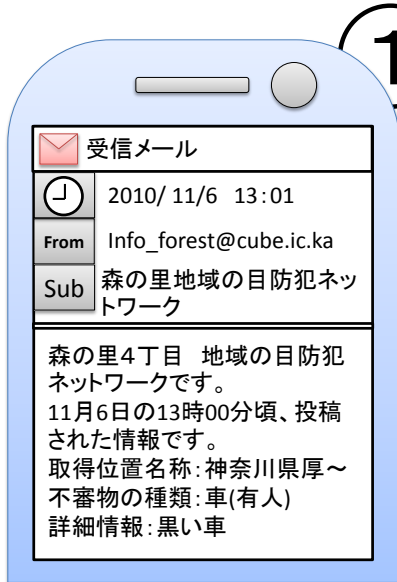 1
受信メール
2010/ 11/6 13:01
From
Info_forest@cube.ic.ka
Sub
森の里地域の目防犯ネッ
トワーク
森の里4丁目 地域の目防犯
ネットワークです。
11月6日の13時00分頃、投稿
された情報です。
取得位置名称:神奈川県厚~
不審物の種類:車(有人)
詳細情報:黒い車